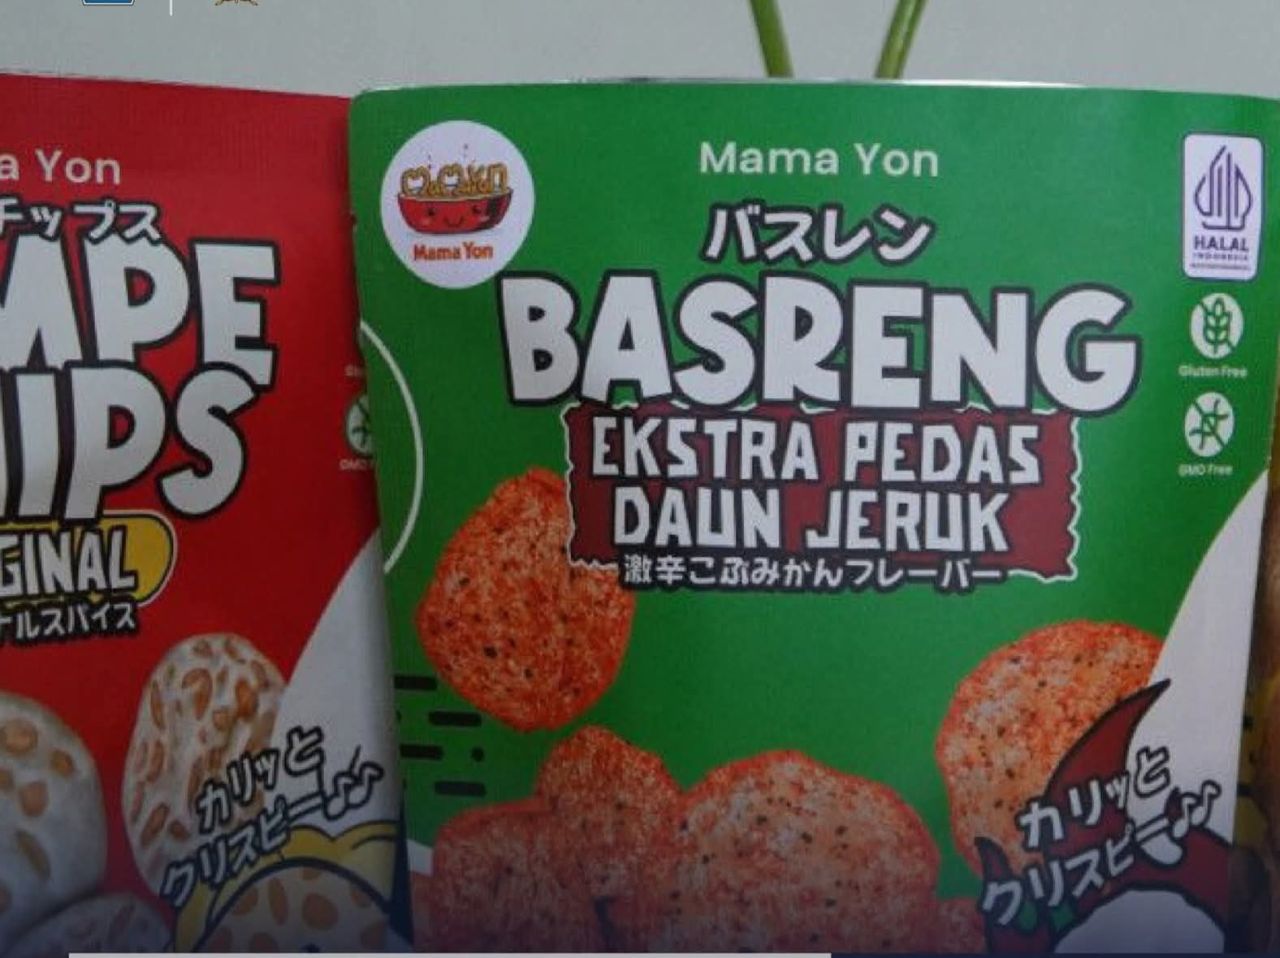 a Yon
チップス
MPE
HIPS
GINAL
ナルスパイス
カリッと
クリスピー♫
Mama Yon
Mama Yon
バスレン
BASRENG
EKSTRA PEDAS
DAUN JERUK
激辛こぶみかんフレーバー
HALAL
INDONESIA
Gluten Free
GMO Free
カリッと
クリスピー♫